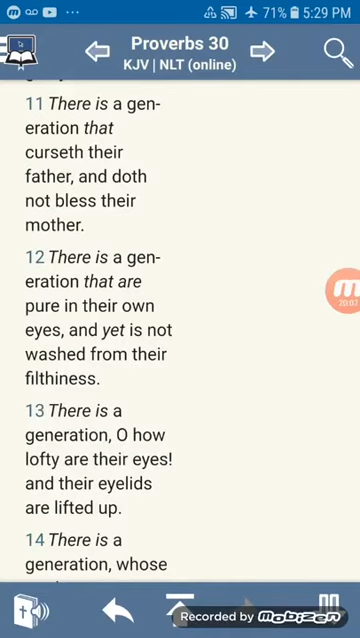 71% 5:29 PM
Proverbs 30
KJV | NLT (online)
11 There is a gen-
eration that
curseth their
father, and doth
not bless their
mother.
12 There is a gen-
eration that are
pure in their own
eyes, and yet is not
washed from their
filthiness.
13 There is a
generation, O how
lofty are their eyes!
and their eyelids
are lifted up.
14 There is a
generation, whose
20:07
Recorded by Mobizen